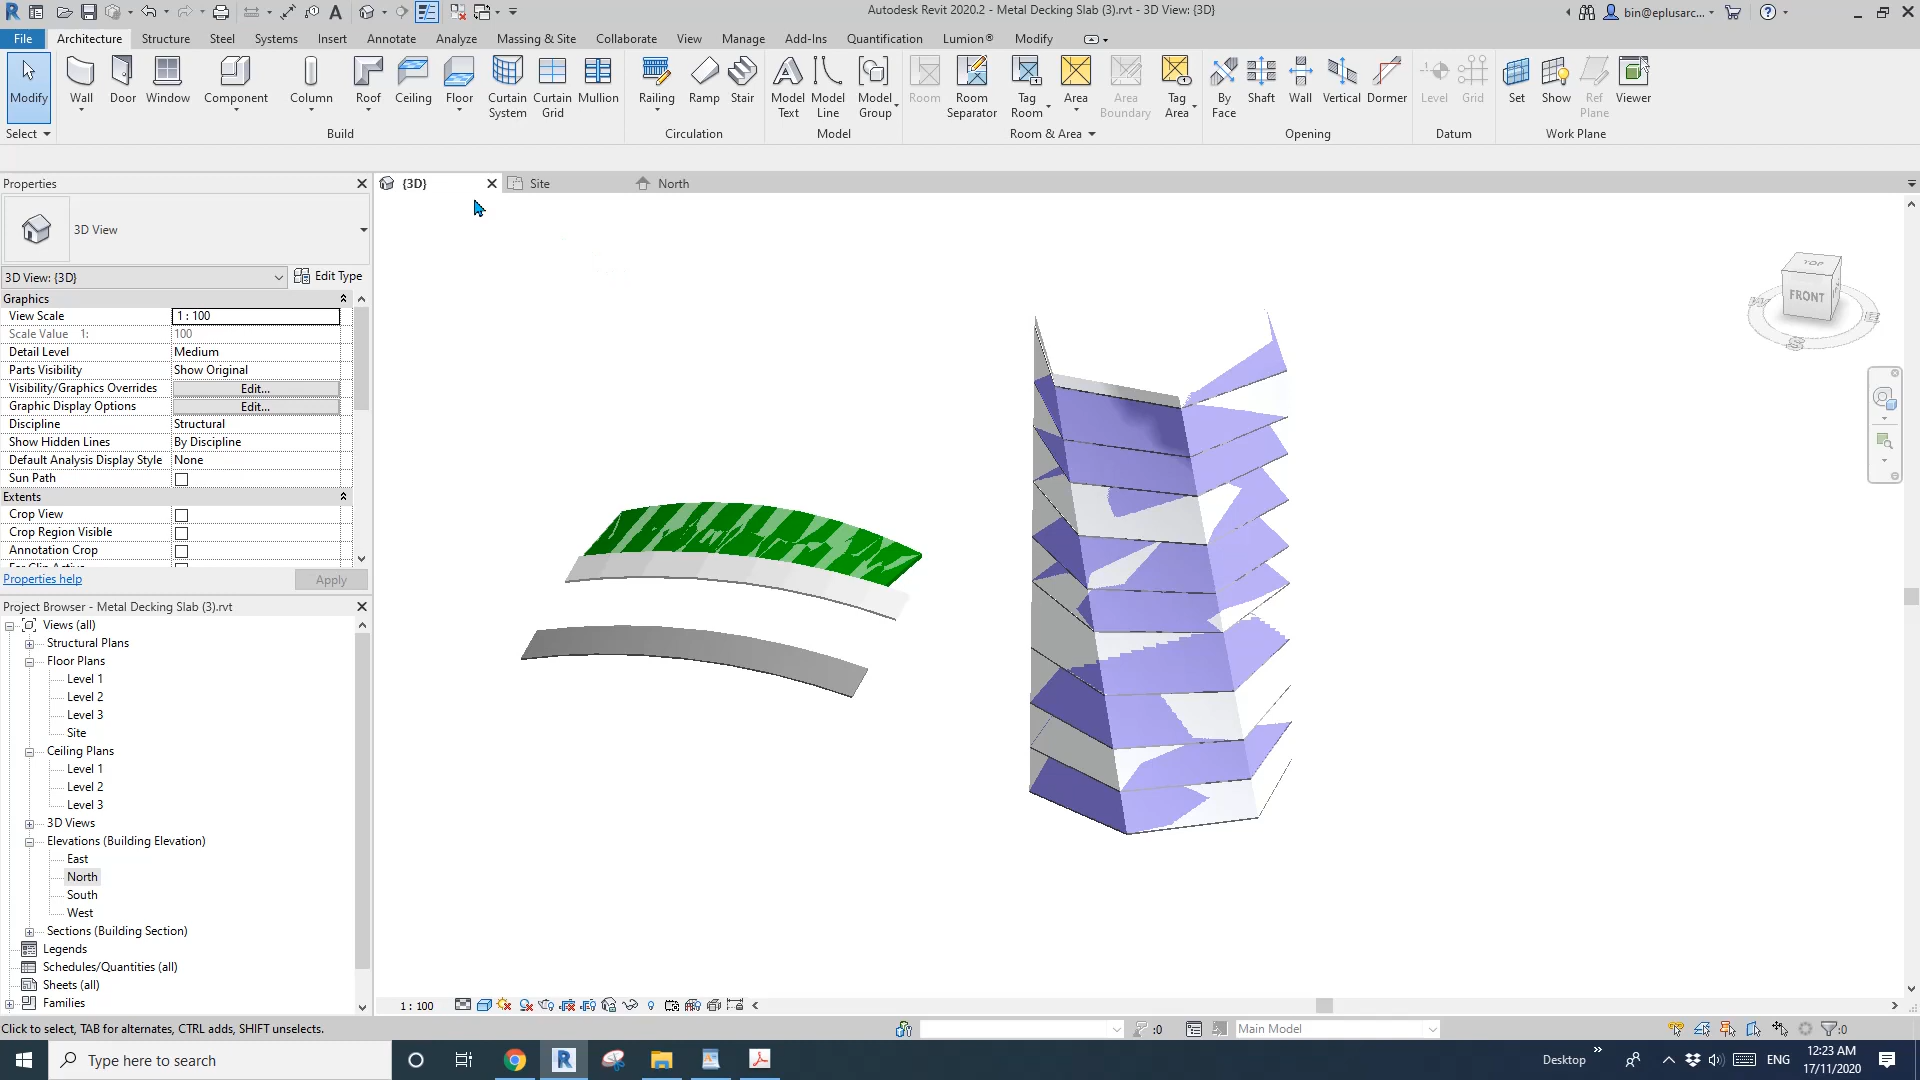 Autodesk Revit 2020.2 - Metal Decking Slab (3).rvt - 3D View: {3D}
bin@eplusarc...
File Architecture Structure Steel Systems Insert Annotate Analyze Massing & Site Collaborate View Manage Add-Ins Quantification Lumion® Modify
Modify Wall Door Window Component Column Roof Ceiling Floor Curtain System Curtain Grid Mullion Railing Ramp Stair Model Text Model Line Model Group Room Room Separator Tag Room Area Area Boundary Tag Area By Face Shaft Wall Vertical Dormer Level Grid Set Show Ref Plane Viewer
Select Build Circulation Model Room & Area Opening Datum Work Plane
Properties
{3D} Site North
3D View
3D View: {3D} Edit Type
Graphics
View Scale 1 : 100
Scale Value 1: 100
Detail Level Medium
Parts Visibility Show Original
Visibility/Graphics Overrides Edit...
Graphic Display Options Edit...
Discipline Structural
Show Hidden Lines By Discipline
Default Analysis Display Style None
Sun Path
Extents
Crop View
Crop Region Visible
Annotation Crop
Properties help Apply
TOP
FRONT
Project Browser - Metal Decking Slab (3).rvt
Views (all)
Structural Plans
Floor Plans
Level 1
Level 2
Level 3
Site
Ceiling Plans
Level 1
Level 2
Level 3
3D Views
Elevations (Building Elevation)
East
North
South
West
Sections (Building Section)
Legends
Schedules/Quantities (all)
Sheets (all)
Families
1 : 100
Click to select, TAB for alternates, CTRL adds, SHIFT unselects.
:0 Main Model :0
Type here to search
Desktop ENG
12:23 AM
17/11/2020